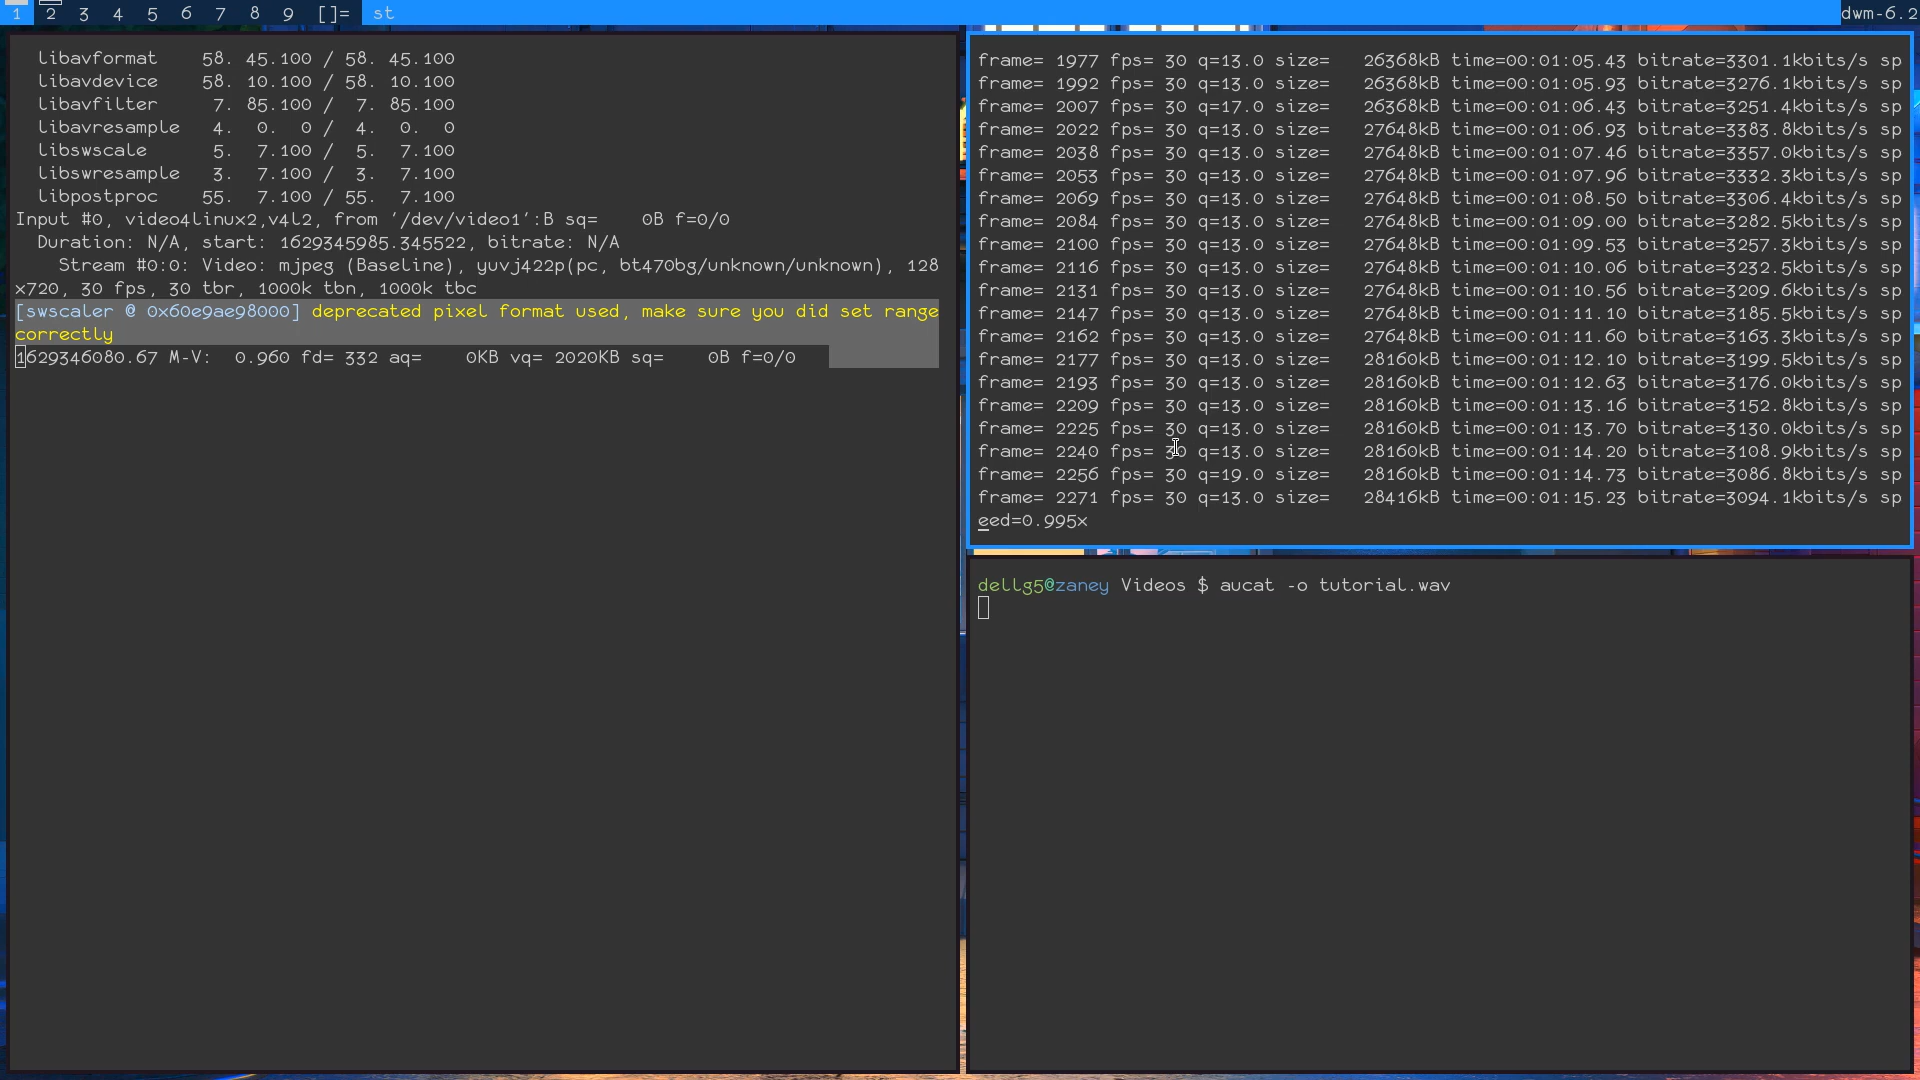 1 2 3 4 5 6 7 8 9 []= st dwm-6.2
libavformat    58. 45.100 / 58. 45.100
libavdevice    58. 10.100 / 58. 10.100
libavfilter     7. 85.100 /  7. 85.100
libavresample   4.  0.  0 /  4.  0.  0
libswscale      5.  7.100 /  5.  7.100
libswresample   3.  7.100 /  3.  7.100
libpostproc    55.  7.100 / 55.  7.100
Input #0, video4linux2,v4l2, from '/dev/video1':B sq=    0B f=0/0
Duration: N/A, start: 1629345985.345522, bitrate: N/A
Stream #0:0: Video: mjpeg (Baseline), yuvj422p(pc, bt470bg/unknown/unknown), 128
x720, 30 fps, 30 tbr, 1000k tbn, 1000k tbc
[swscaler @ 0x60e9ae98000] deprecated pixel format used, make sure you did set range
correctly
1629346080.67 M-V:  0.960 fd= 332 aq=    0KB vq= 2020KB sq=    0B f=0/0
frame= 1977 fps= 30 q=13.0 size=   26368kB time=00:01:05.43 bitrate=3301.1kbits/s sp
frame= 1992 fps= 30 q=13.0 size=   26368kB time=00:01:05.93 bitrate=3276.1kbits/s sp
frame= 2007 fps= 30 q=17.0 size=   26368kB time=00:01:06.43 bitrate=3251.4kbits/s sp
frame= 2022 fps= 30 q=13.0 size=   27648kB time=00:01:06.93 bitrate=3383.8kbits/s sp
frame= 2038 fps= 30 q=13.0 size=   27648kB time=00:01:07.46 bitrate=3357.0kbits/s sp
frame= 2053 fps= 30 q=13.0 size=   27648kB time=00:01:07.96 bitrate=3332.3kbits/s sp
frame= 2069 fps= 30 q=13.0 size=   27648kB time=00:01:08.50 bitrate=3306.4kbits/s sp
frame= 2084 fps= 30 q=13.0 size=   27648kB time=00:01:09.00 bitrate=3282.5kbits/s sp
frame= 2100 fps= 30 q=13.0 size=   27648kB time=00:01:09.53 bitrate=3257.3kbits/s sp
frame= 2116 fps= 30 q=13.0 size=   27648kB time=00:01:10.06 bitrate=3232.5kbits/s sp
frame= 2131 fps= 30 q=13.0 size=   27648kB time=00:01:10.56 bitrate=3209.6kbits/s sp
frame= 2147 fps= 30 q=13.0 size=   27648kB time=00:01:11.10 bitrate=3185.5kbits/s sp
frame= 2162 fps= 30 q=13.0 size=   27648kB time=00:01:11.60 bitrate=3163.3kbits/s sp
frame= 2177 fps= 30 q=13.0 size=   28160kB time=00:01:12.10 bitrate=3199.5kbits/s sp
frame= 2193 fps= 30 q=13.0 size=   28160kB time=00:01:12.63 bitrate=3176.0kbits/s sp
frame= 2209 fps= 30 q=13.0 size=   28160kB time=00:01:13.16 bitrate=3152.8kbits/s sp
frame= 2225 fps= 30 q=13.0 size=   28160kB time=00:01:13.70 bitrate=3130.0kbits/s sp
frame= 2240 fps= 30 q=13.0 size=   28160kB time=00:01:14.20 bitrate=3108.9kbits/s sp
frame= 2256 fps= 30 q=19.0 size=   28160kB time=00:01:14.73 bitrate=3086.8kbits/s sp
frame= 2271 fps= 30 q=13.0 size=   28416kB time=00:01:15.23 bitrate=3094.1kbits/s sp
eed=0.995x
dellg5@zaney Videos $ aucat -o tutorial.wav